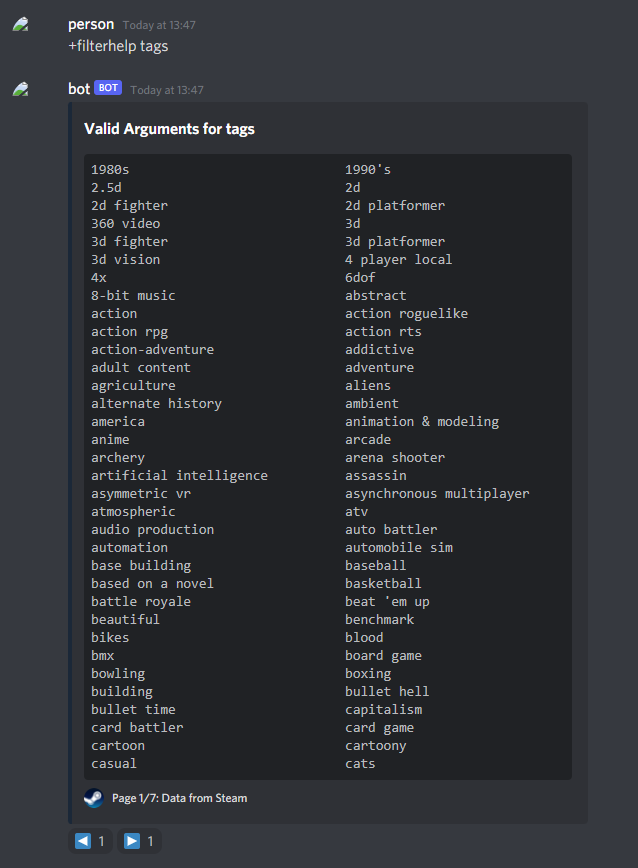 person Today at 13:47
+filterhelp tags
bot BOT Today at 13:47
Valid Arguments for tags
1980s 1990's
2.5d 2d
2d fighter 2d platformer
360 video 3d
3d fighter 3d platformer
3d vision 4 player local
4x 6dof
8-bit music abstract
action action roguelike
action rpg action rts
action-adventure addictive
adult content adventure
agriculture aliens
alternate history ambient
america animation & modeling
anime arcade
archery arena shooter
artificial intelligence assassin
asymmetric vr asynchronous multiplayer
atmospheric atv
audio production auto battler
automation automobile sim
base building baseball
based on a novel basketball
battle royale beat 'em up
beautiful benchmark
bikes blood
bmx board game
bowling boxing
building bullet hell
bullet time capitalism
card battler card game
cartoon cartoony
casual cats
Page 1/7: Data from Steam
1 1